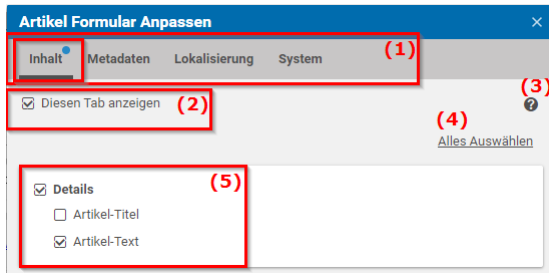 Artikel Formular Anpassen ×
Inhalt Metadaten Lokalisierung System (1)
Diesen Tab anzeigen (2) (3)
?
(4)
Alles Auswählen
Details (5)
Artikel-Titel
Artikel-Text